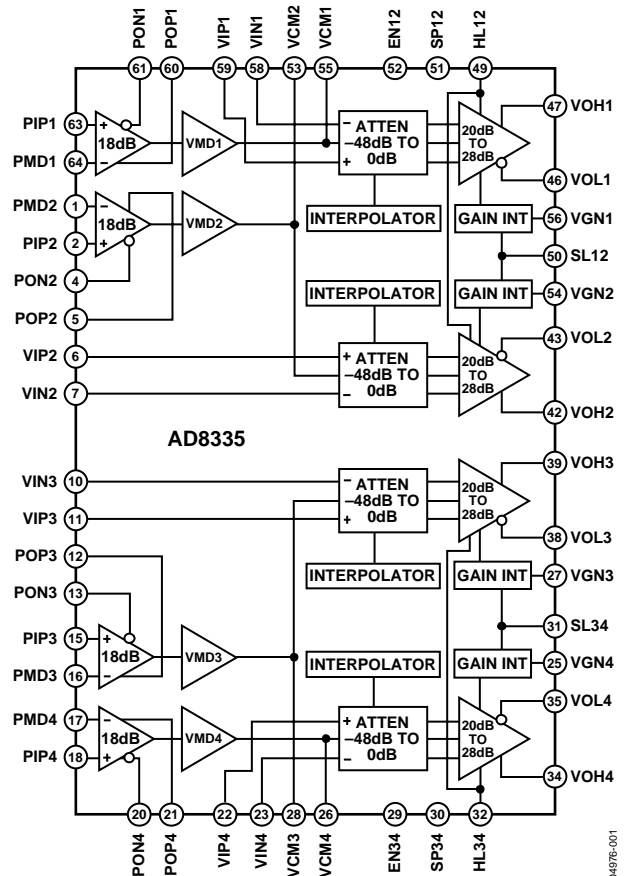 PON1
POP1
VIP1
VIN1
VCM2
VCM1
EN12
SP12
HL12
61
60
59
58
53
55
52
51
49
PIP1 63
+
18dB
–
VMD1
PMD1 64
– ATTEN
–48dB TO
+ 0dB
20dB
TO
28dB
47 VOH1
46 VOL1
PMD2 1
–
18dB
+
VMD2
PIP2 2
INTERPOLATOR
GAIN INT
56 VGN1
50 SL12
PON2 4
INTERPOLATOR
GAIN INT
54 VGN2
POP2 5
VIP2 6
+ ATTEN
–48dB TO
– 0dB
20dB
TO
28dB
43 VOL2
VIN2 7
42 VOH2
AD8335
VIN3 10
– ATTEN
–48dB TO
+ 0dB
20dB
TO
28dB
39 VOH3
VIP3 11
38 VOL3
POP3 12
PON3 13
INTERPOLATOR
GAIN INT
27 VGN3
31 SL34
PIP3 15
+
18dB
–
VMD3
PMD3 16
INTERPOLATOR
GAIN INT
25 VGN4
PMD4 17
–
18dB
+
VMD4
PIP4 18
+ ATTEN
–48dB TO
– 0dB
20dB
TO
28dB
35 VOL4
34 VOH4
20
21
22
23
28
26
29
30
32
PON4
POP4
VIP4
VIN4
VCM3
VCM4
EN34
SP34
HL34
04976-001